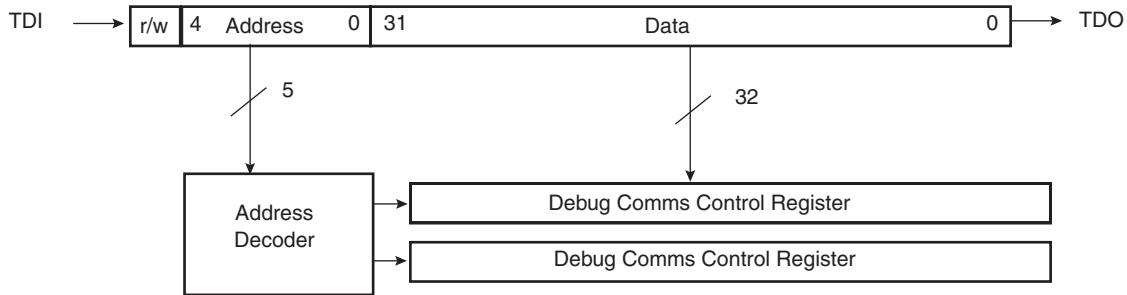 TDI r/w 4 Address 0 31 Data 0 TDO
5
32
Address
Decoder
Debug Comms Control Register
Debug Comms Control Register